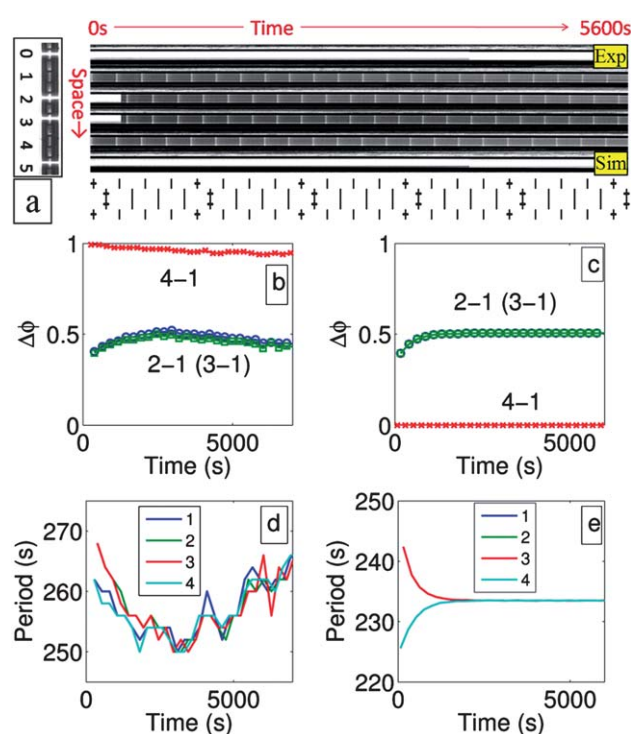 0s Time 5600s
a
0 1 2 3 4 5
Space
Exp
Sim
1
4-1
b
Δϕ
0.5
2-1 (3-1)
0
0 5000
Time (s)
1
c
Δϕ
0.5
2-1 (3-1)
4-1
0
0 5000
Time (s)
d
270
260
250
Period (s)
1
2
3
4
0 5000
Time (s)
e
250
240
230
220
Period (s)
1
2
3
4
0 5000
Time (s)